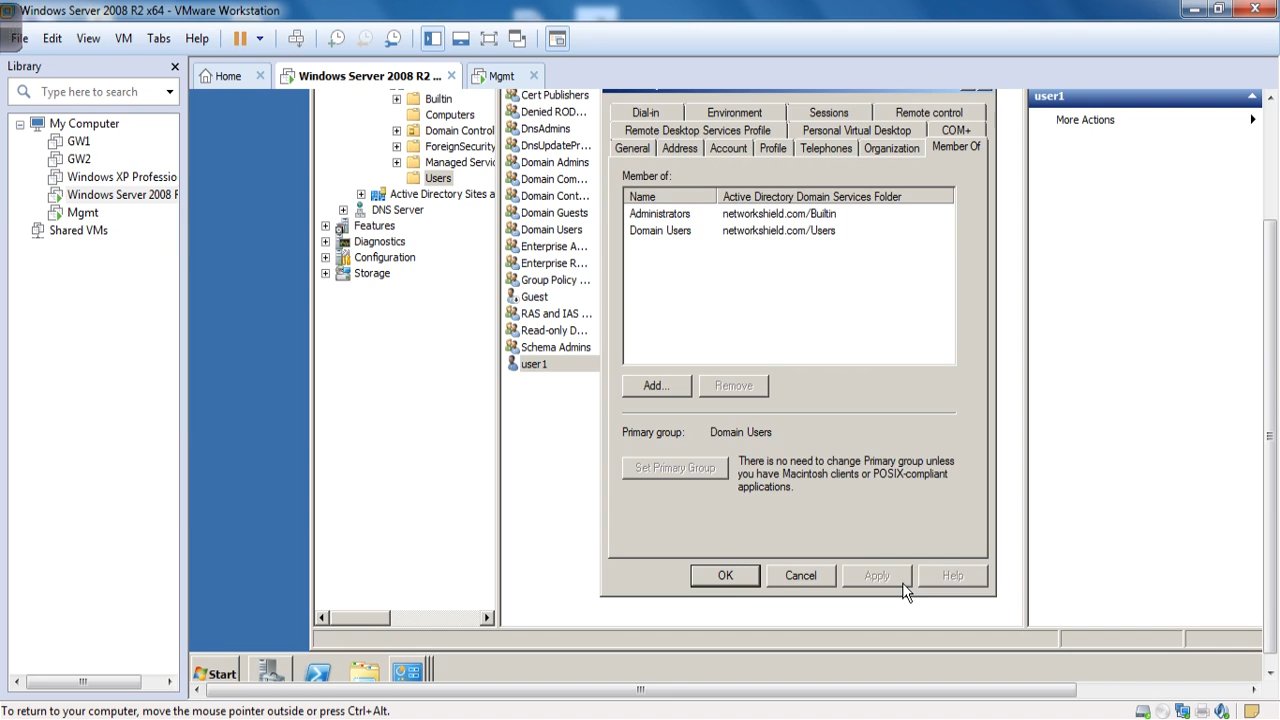 Windows Server 2008 R2 x64 - VMware Workstation
File Edit View VM Tabs Help
Library
Type here to search
My Computer
GW1
GW2
Windows XP Professio
Windows Server 2008 F
Mgmt
Shared VMs
Home
Windows Server 2008 R2 ...
Mgmt
Builtin
Computers
Domain Control
ForeignSecurity
Managed Servic
Users
Active Directory Sites a
DNS Server
Features
Diagnostics
Configuration
Storage
Cert Publishers
Denied ROD...
DnsAdmins
DnsUpdatePr...
Domain Admins
Domain Com...
Domain Cont...
Domain Guests
Domain Users
Enterprise A...
Enterprise R...
Group Policy ...
Guest
RAS and IAS ...
Read-only D...
Schema Admins
user1
Dial-in Environment Sessions Remote control
Remote Desktop Services Profile Personal Virtual Desktop COM+
General Address Account Profile Telephones Organization Member Of
Member of:
Name Active Directory Domain Services Folder
Administrators networkshield.com/Builtin
Domain Users networkshield.com/Users
Add... Remove
Primary group: Domain Users
Set Primary Group
There is no need to change Primary group unless
you have Macintosh clients or POSIX-compliant
applications.
OK Cancel Apply Help
user1
More Actions
Start
To return to your computer, move the mouse pointer outside or press Ctrl+Alt.